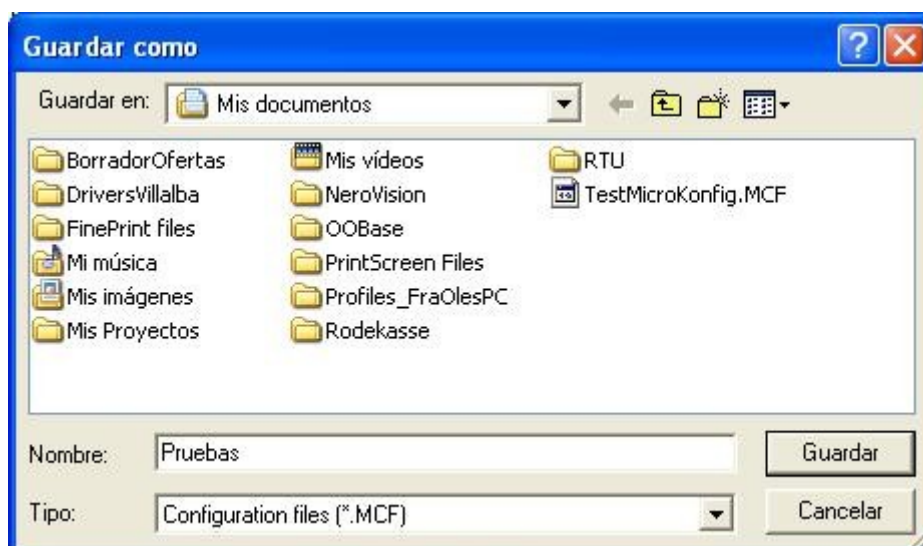 Guardar como
Guardar en: Mis documentos
BorradorOfertas Mis vídeos RTU
DriversVillalba NeroVision TestMicroKonfig.MCF
FinePrint files OOBase
Mi música PrintScreen Files
Mis imágenes Profiles_FraOlesPC
Mis Proyectos Rodekasse
Nombre: Pruebas Guardar
Tipo: Configuration files (*.MCF) Cancelar